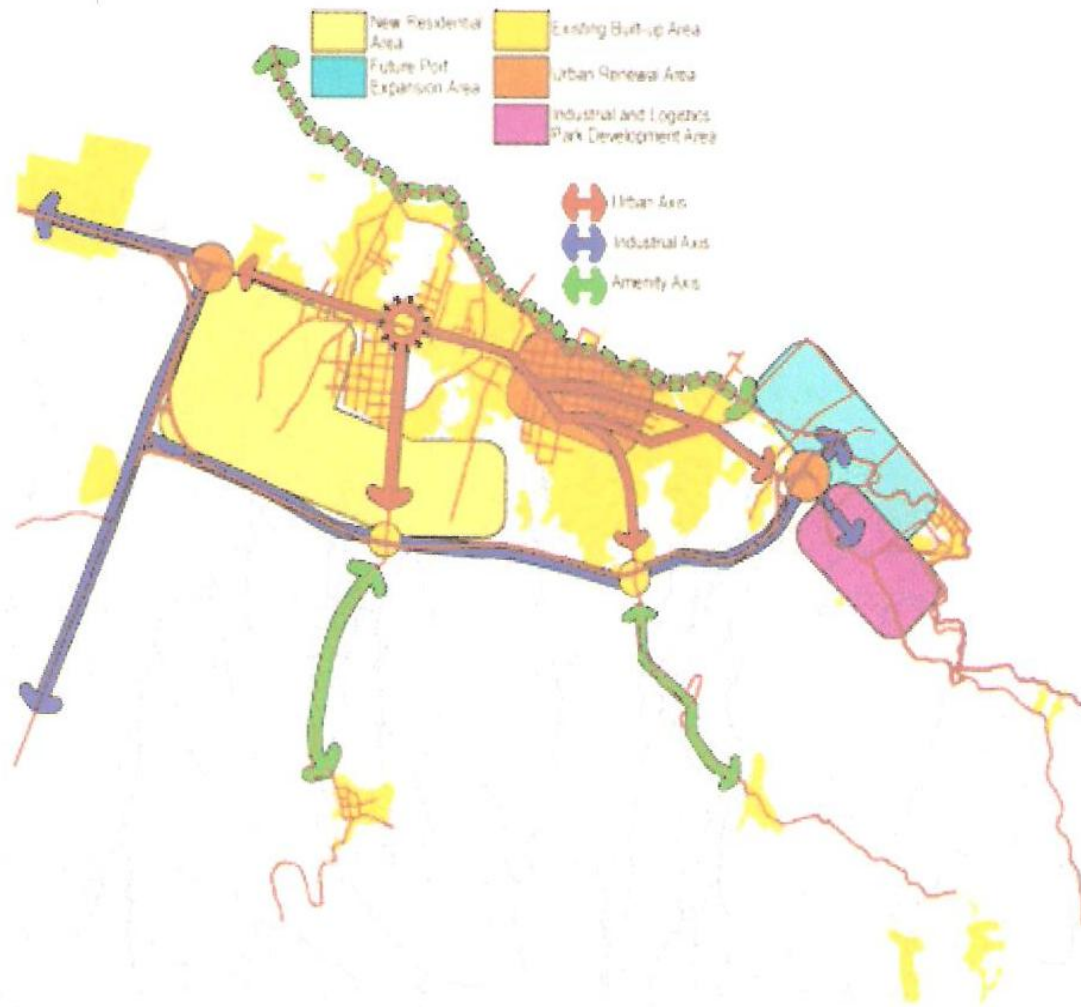 New Residential
Area
Future Port
Expansion Area
Existing Built-up Area
Urban Renewal Area
Industrial and Logistics
Park Development Area
Urban Axis
Industrial Axis
Amenity Axis